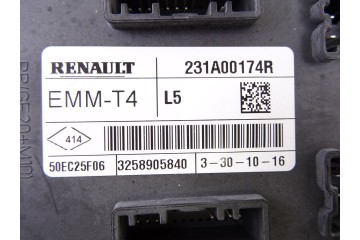 RENAULT 231A00174R
EMM-T4 L5
414
50EC25F06 3258905840 3-30-10-16